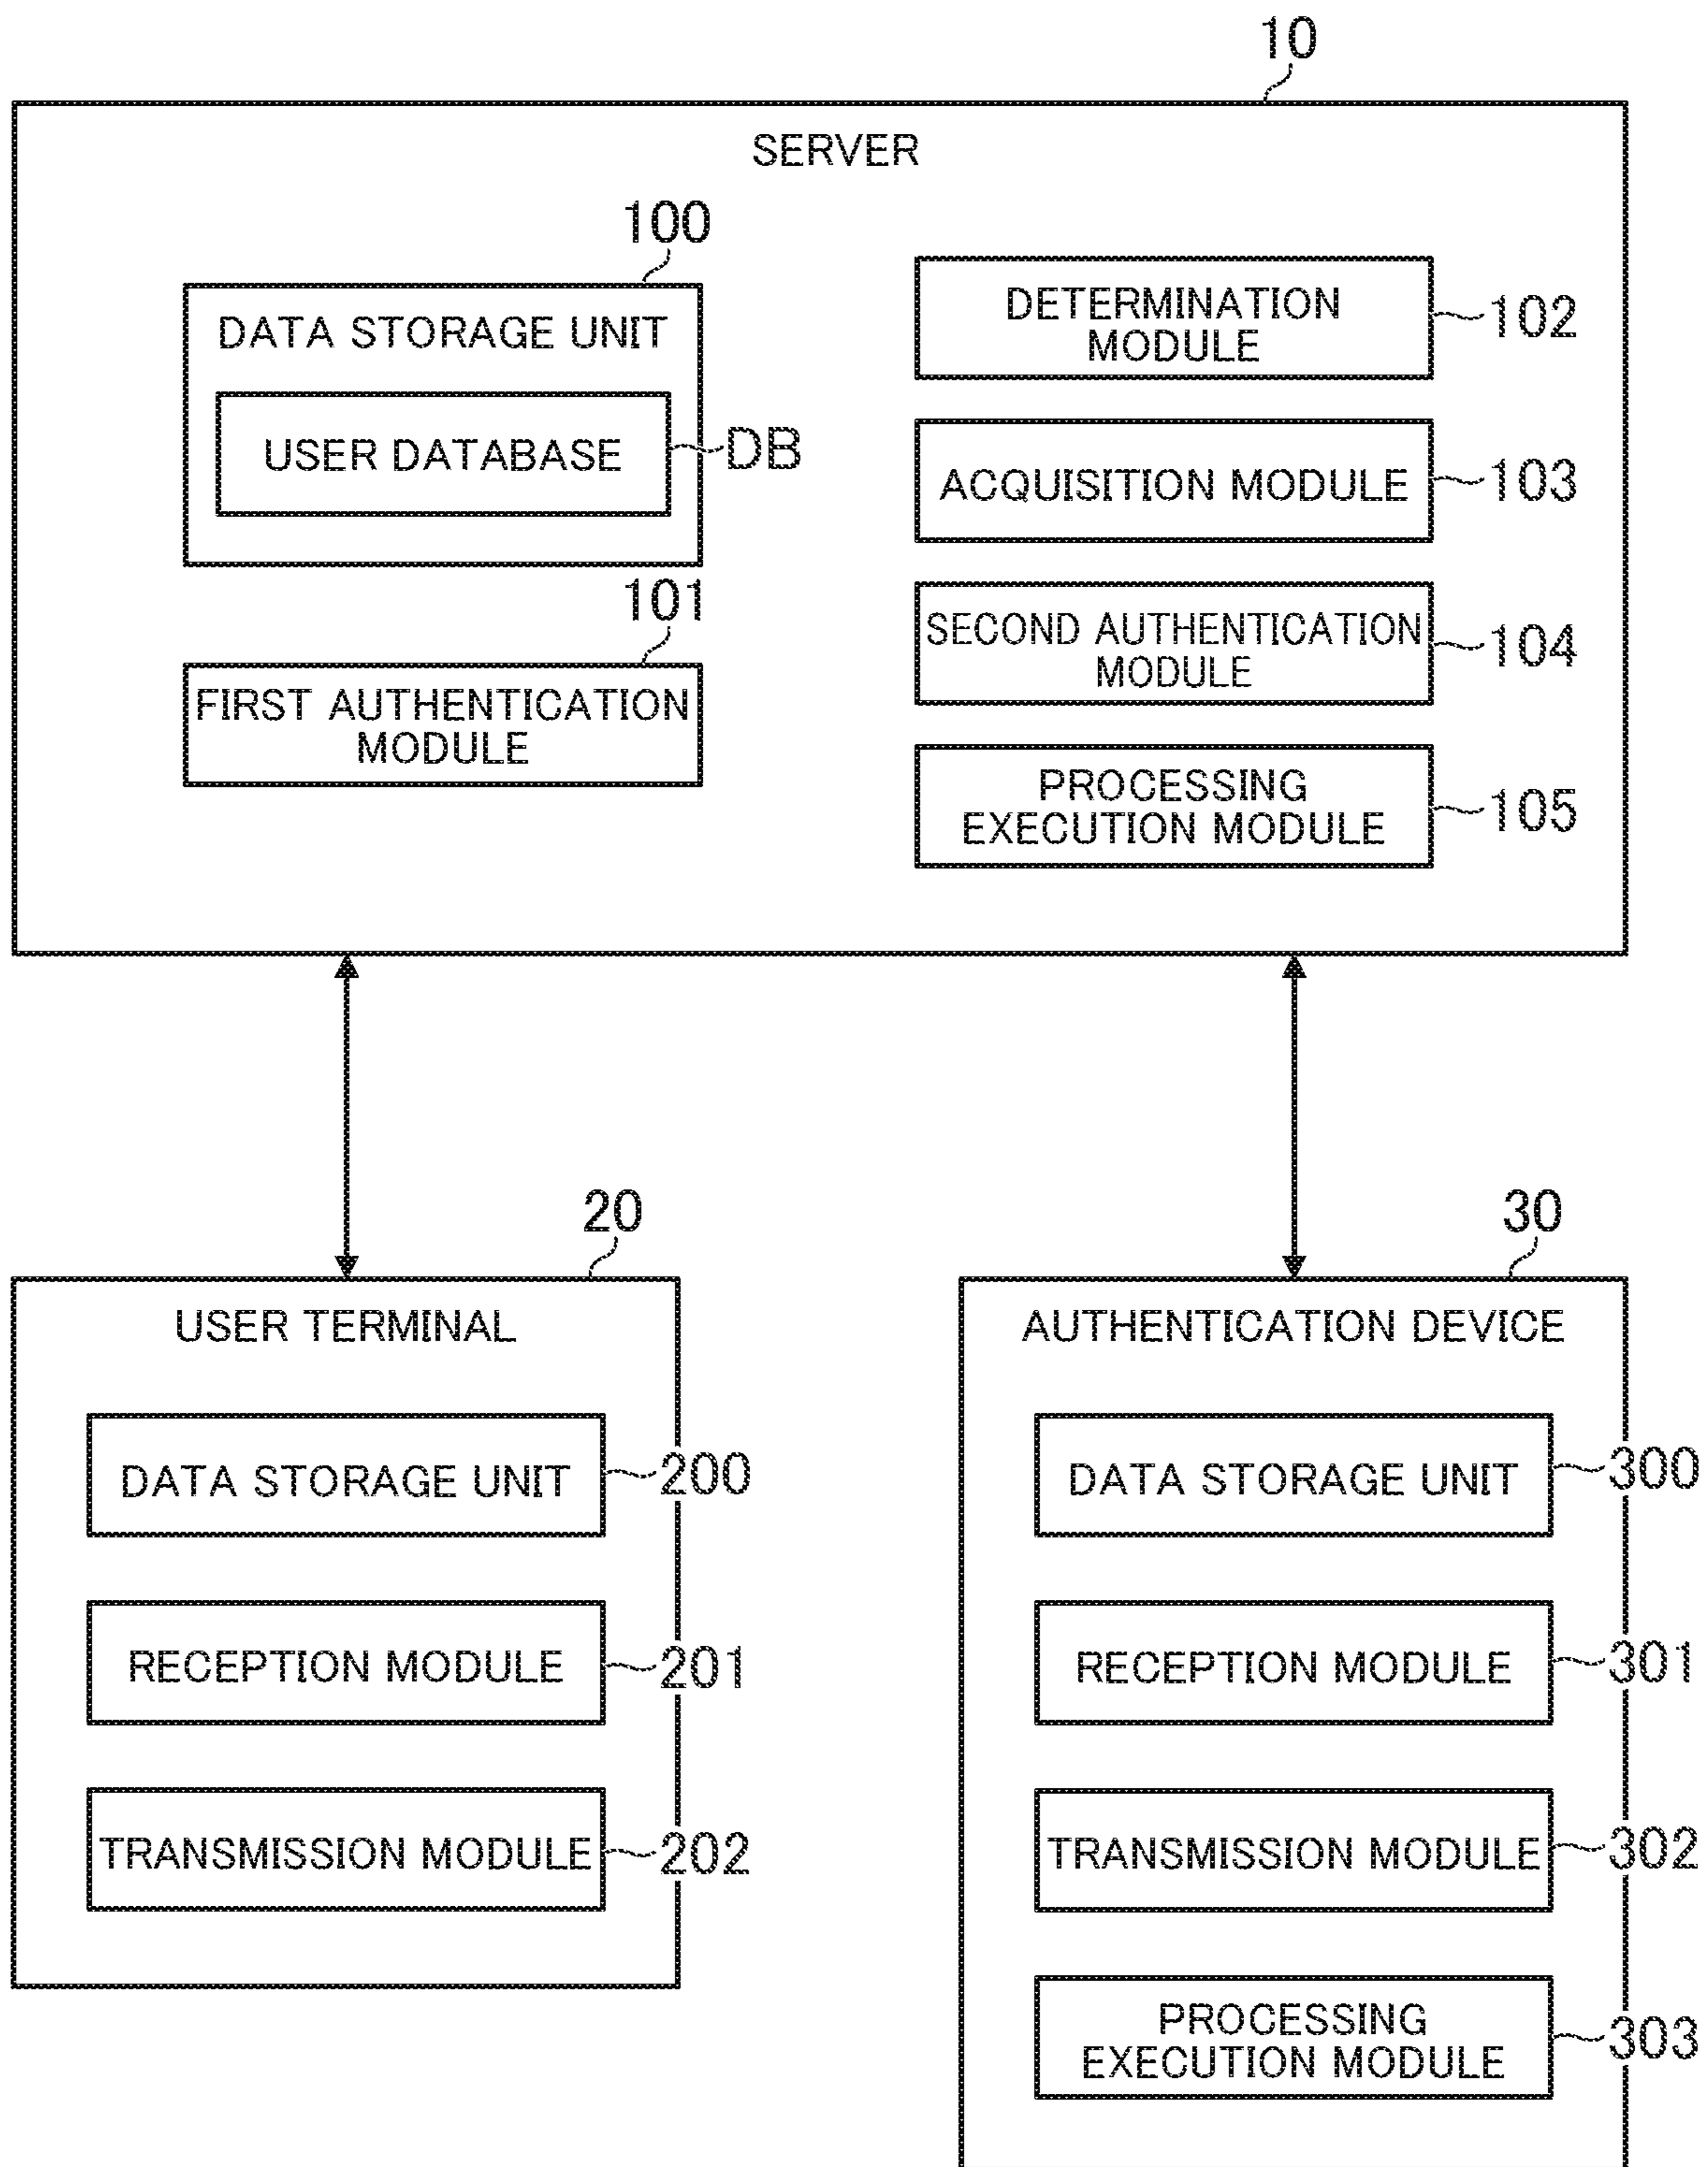 10
SERVER
100
DATA STORAGE UNIT
USER DATABASE
DB
101
FIRST AUTHENTICATION
MODULE
DETERMINATION
MODULE
102
ACQUISITION MODULE
103
SECOND AUTHENTICATION
MODULE
104
PROCESSING
EXECUTION MODULE
105
20
USER TERMINAL
DATA STORAGE UNIT
200
RECEPTION MODULE
201
TRANSMISSION MODULE
202
30
AUTHENTICATION DEVICE
DATA STORAGE UNIT
300
RECEPTION MODULE
301
TRANSMISSION MODULE
302
PROCESSING
EXECUTION MODULE
303